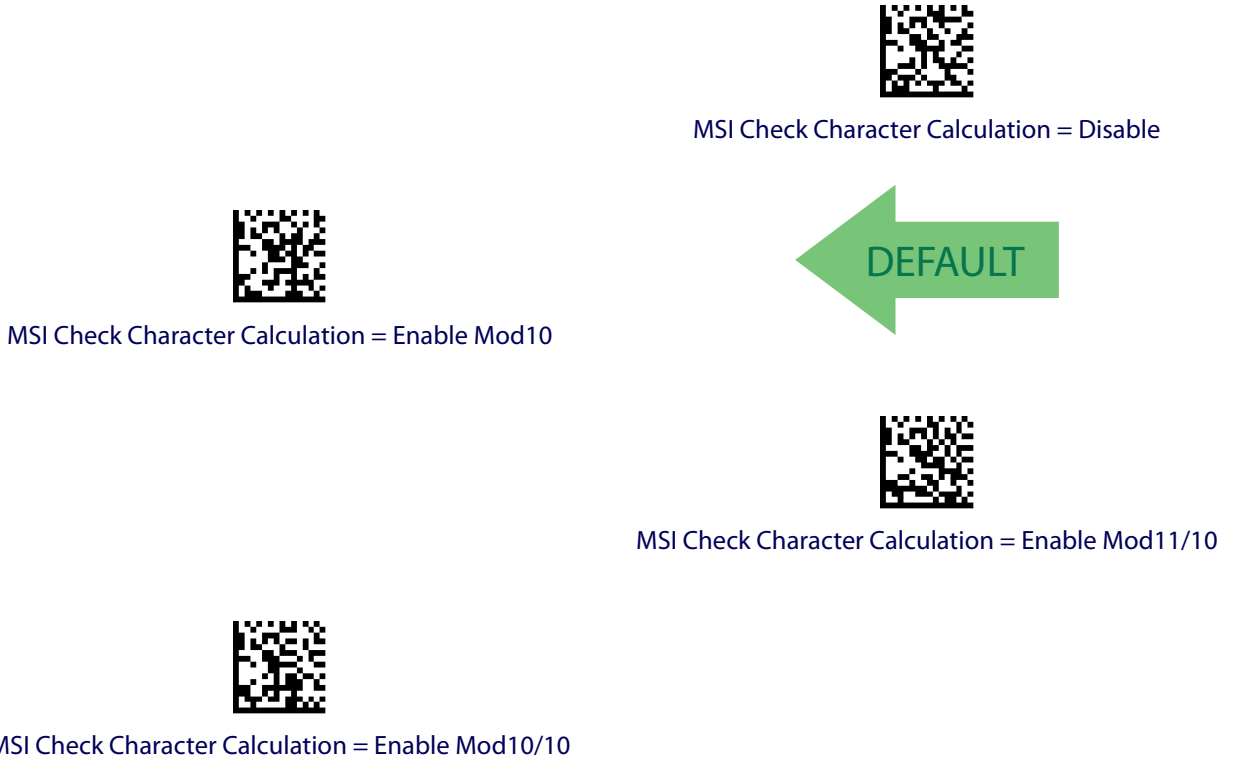 MSI Check Character Calculation = Disable
DEFAULT
MSI Check Character Calculation = Enable Mod10
MSI Check Character Calculation = Enable Mod11/10
MSI Check Character Calculation = Enable Mod10/10